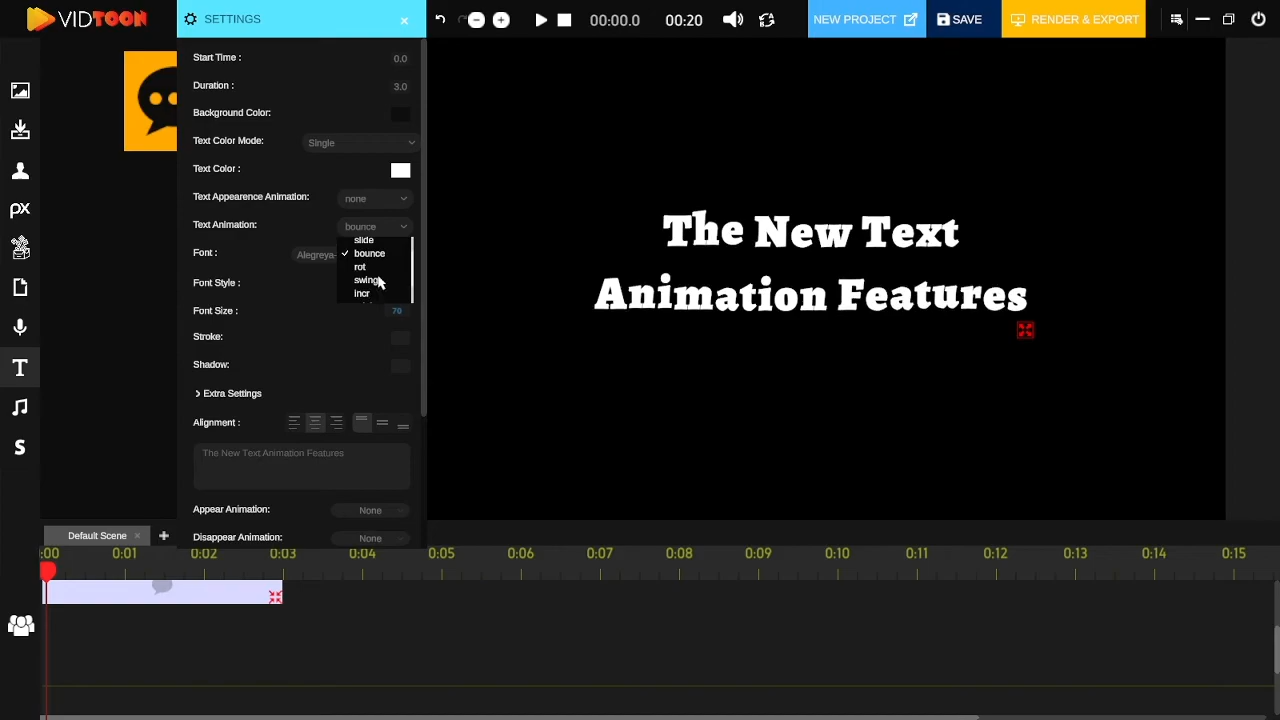 VIDTOON
SETTINGS
00:00.0
00:20
NEW PROJECT
SAVE
RENDER & EXPORT
Start Time :
0.0
Duration :
3.0
Background Color:
Text Color Mode:
Single
Text Color :
Text Appearence Animation:
none
Text Animation:
bounce
slide
bounce
rot
swing
incr
Font :
Alegreya-
Font Style :
Font Size :
70
Stroke:
Shadow:
Extra Settings
Alignment :
The New Text Animation Features
Appear Animation:
None
Disappear Animation:
None
px
T
S
The New Text
Animation Features
Default Scene
:00
0:01
0:02
0:03
0:04
0:05
0:06
0:07
0:08
0:09
0:10
0:11
0:12
0:13
0:14
0:15